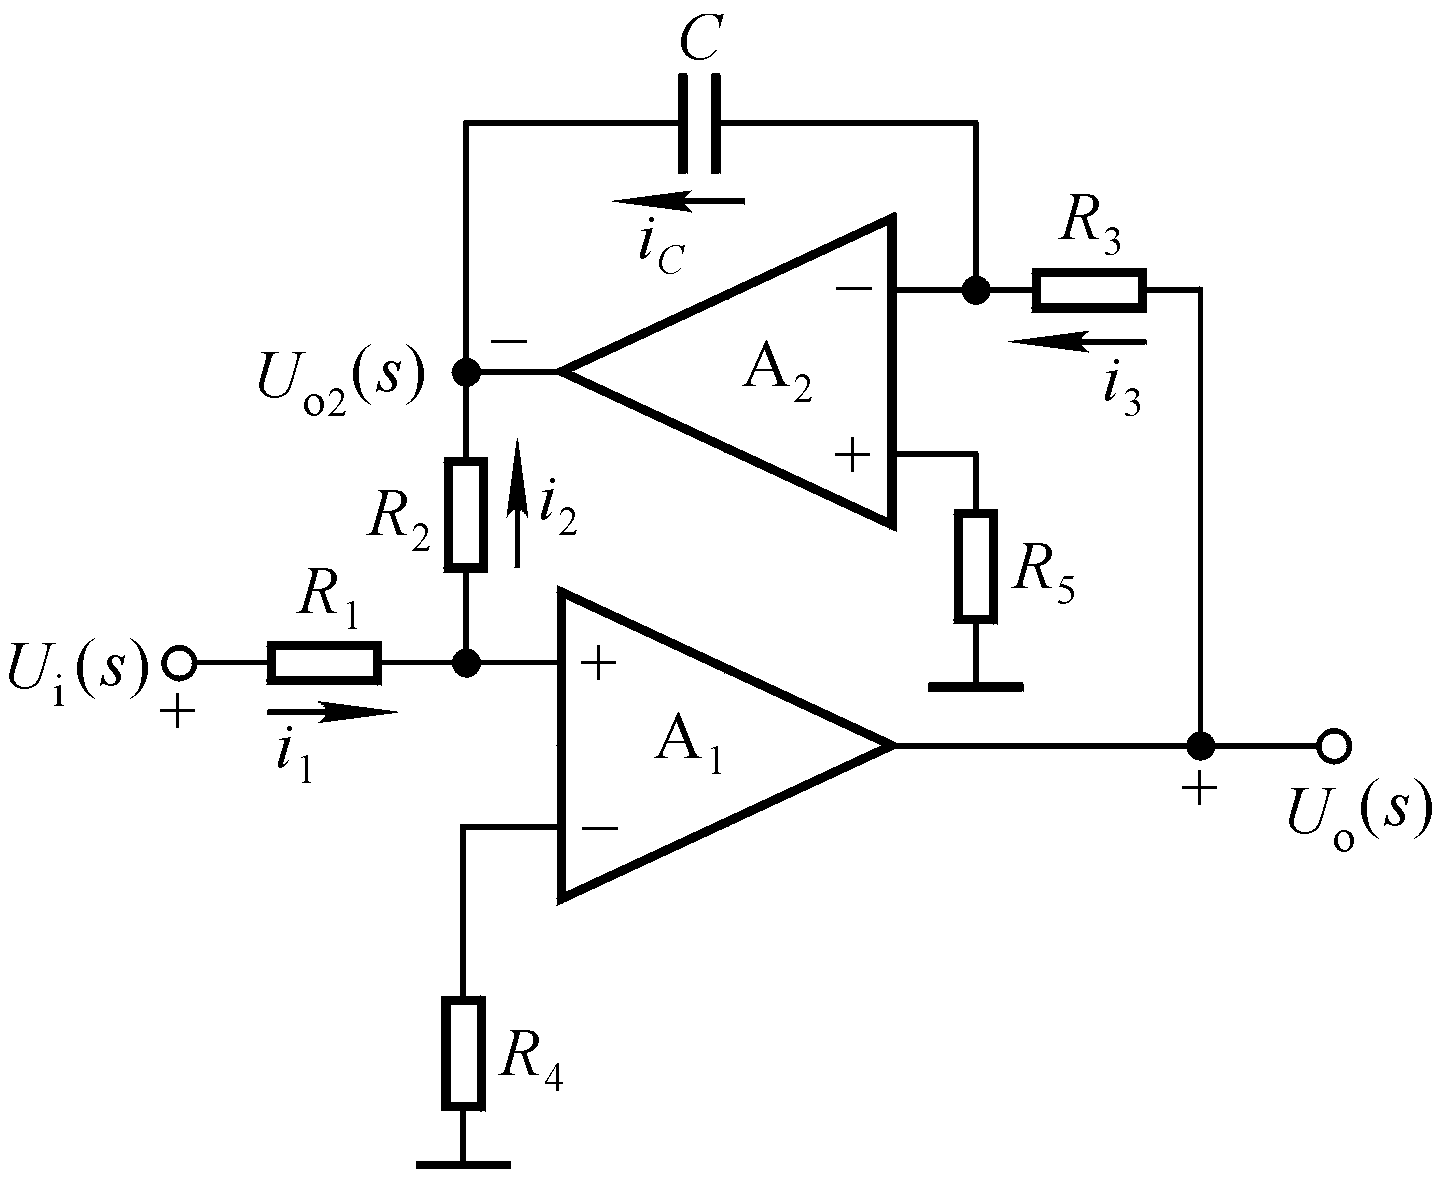 C
i_C
R_3
−
A_2
i_3
−
U_o2(s)
+
R_2
i_2
R_5
R_1
U_i(s)
+
+
i_1
A_1
−
+
U_o(s)
R_4